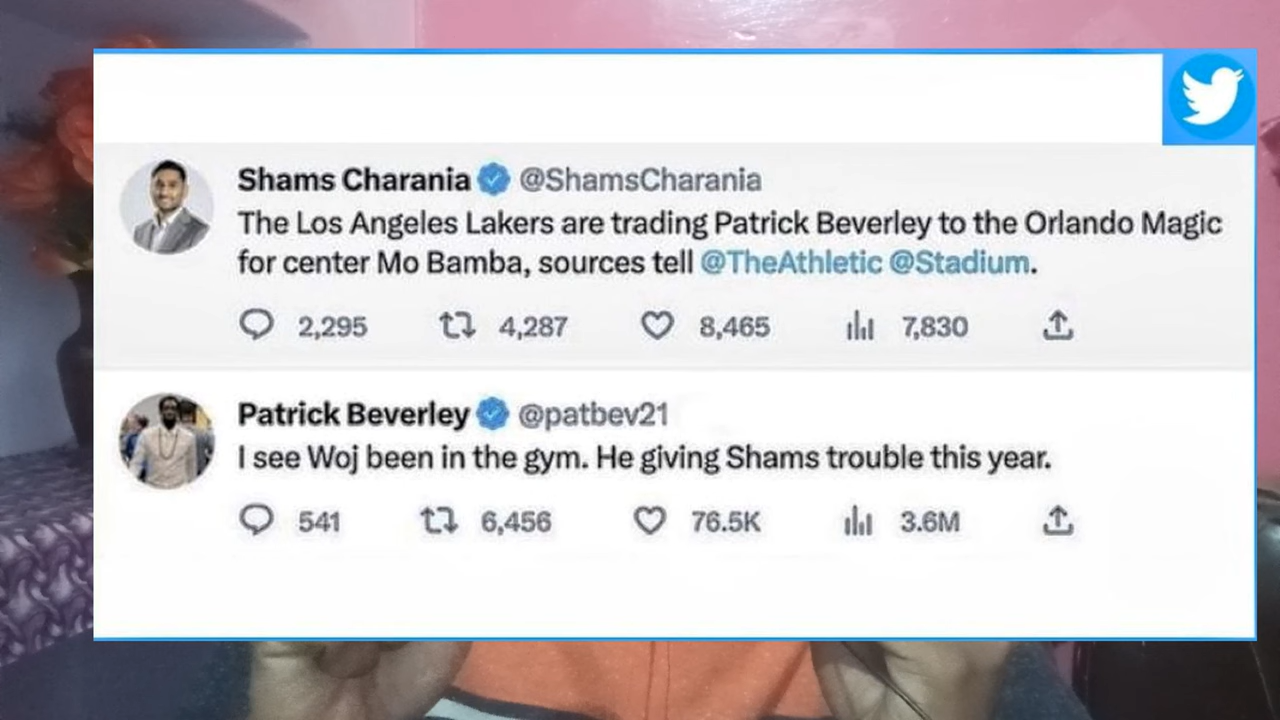 Shams Charania @ShamsCharania
The Los Angeles Lakers are trading Patrick Beverley to the Orlando Magic
for center Mo Bamba, sources tell @TheAthletic @Stadium.
2,295 4,287 8,465 7,830
Patrick Beverley @patbev21
I see Woj been in the gym. He giving Shams trouble this year.
541 6,456 76.5K 3.6M